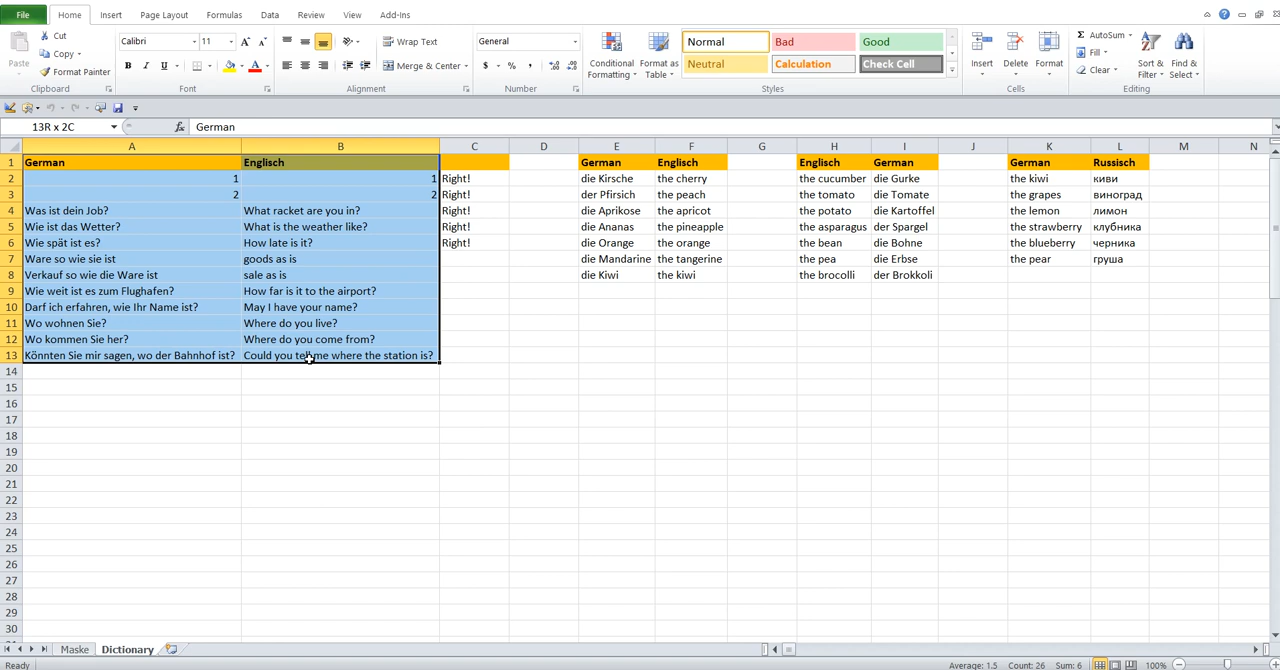 File Home Insert Page Layout Formulas Data Review View Add-Ins
Cut
Copy
Format Painter
Paste
Clipboard
Calibri 11
B I U
Font
Wrap Text
Merge & Center
Alignment
General
$ % ,
Number
Conditional Formatting
Format as Table
Normal Bad Good
Neutral Calculation Check Cell
Styles
Insert Delete Format
Cells
AutoSum
Fill
Clear
Sort & Filter
Find & Select
Editing
13R x 2C fx German
A B C D E F G H I J K L M N
1 German Englisch German Englisch Englisch German German Russisch
2 1 1 Right! die Kirsche the cherry the cucumber die Gurke the kiwi киви
3 2 2 Right! der Pfirsich the peach the tomato die Tomate the grapes виноград
4 Was ist dein Job? What racket are you in? Right! die Aprikose the apricot the potato die Kartoffel the lemon лимон
5 Wie ist das Wetter? What is the weather like? Right! die Ananas the pineapple the asparagus der Spargel the strawberry клубника
6 Wie spät ist es? How late is it? Right! die Orange the orange the bean die Bohne the blueberry черника
7 Ware so wie sie ist goods as is die Mandarine the tangerine the pea die Erbse the pear груша
8 Verkauf so wie die Ware ist sale as is die Kiwi the kiwi the brocolli der Brokkoli
9 Wie weit ist es zum Flughafen? How far is it to the airport?
10 Darf ich erfahren, wie Ihr Name ist? May I have your name?
11 Wo wohnen Sie? Where do you live?
12 Wo kommen Sie her? Where do you come from?
13 Könnten Sie mir sagen, wo der Bahnhof ist? Could you tell me where the station is?
14
15
16
17
18
19
20
21
22
23
24
25
26
27
28
29
30
Maske Dictionary
Ready Average: 1.5 Count: 26 Sum: 6 100%